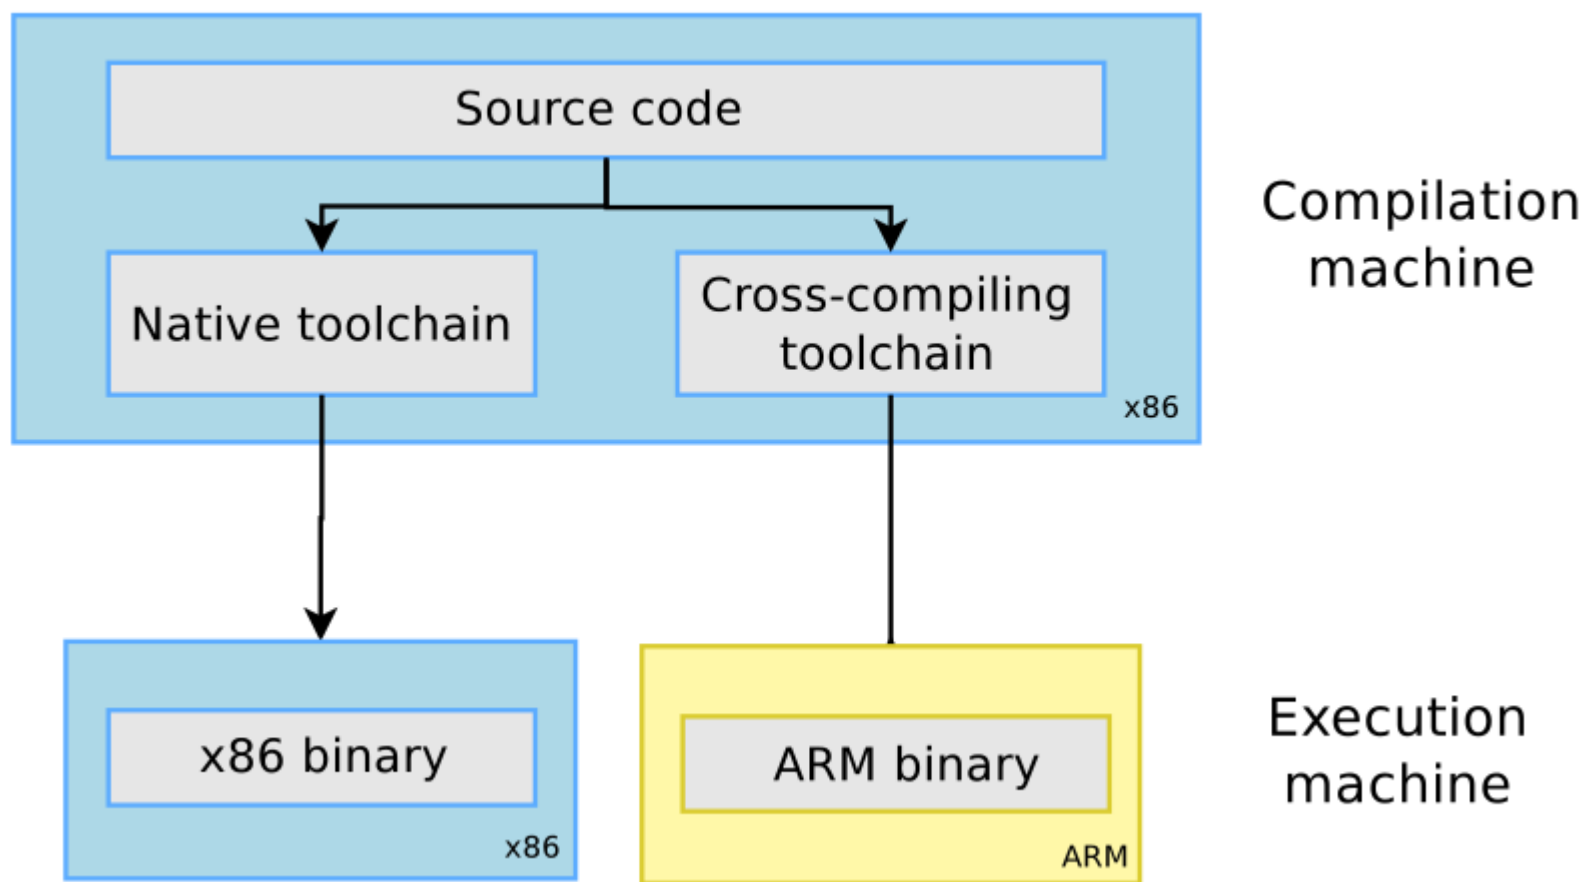 Source code
Compilation
machine
Native toolchain
Cross-compiling
toolchain
x86
x86 binary
ARM binary
Execution
machine
x86
ARM